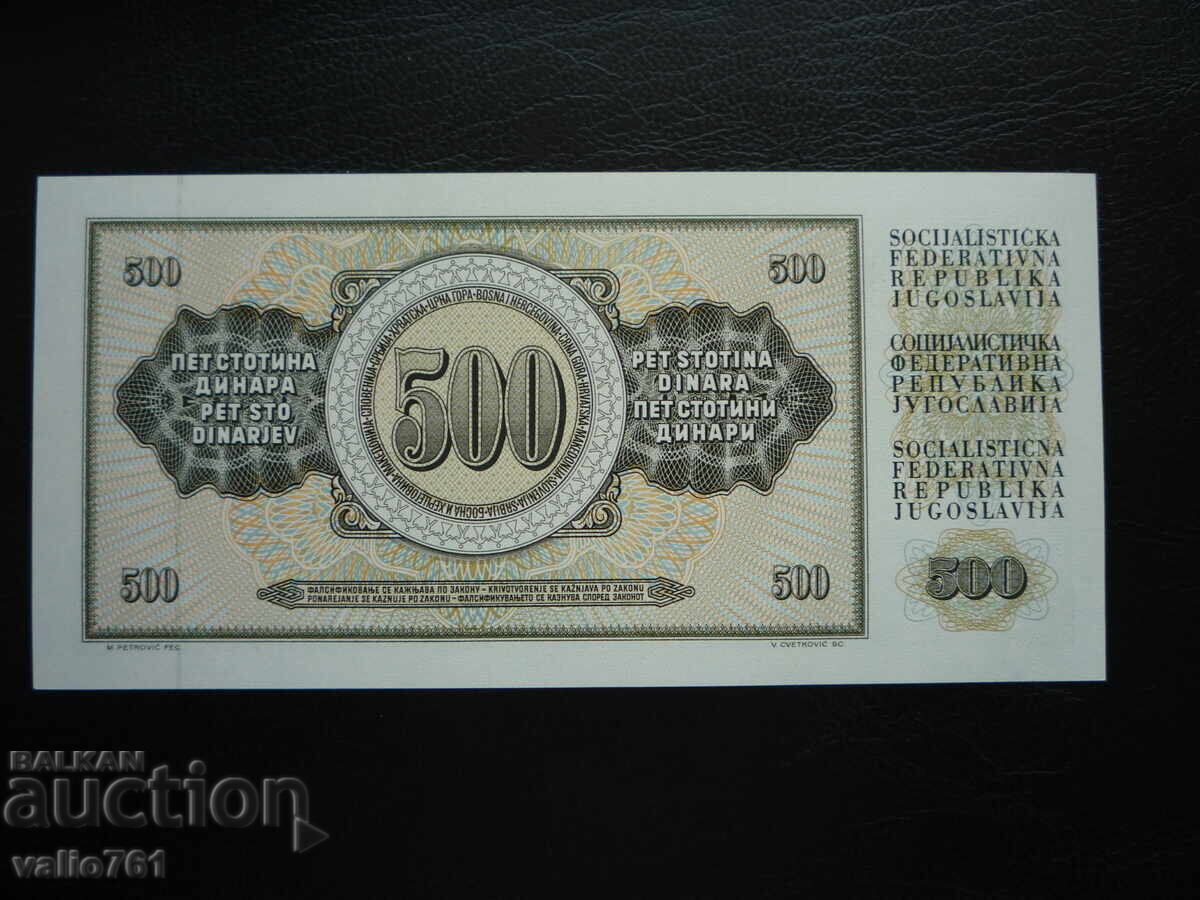 500
500
ПЕТ СТОТИНА
ДИНАРА
PET STO
DINARJEV
500
PET STOTINA
DINARA
ПЕТ СТОТИНИ
ДИНАРИ
500
500
ФАЛСИФИКОВАЊЕ СЕ КАЖЊАВА ПО ЗАКОНУ – KRIVOTVORENJE SE KAŽNJAVA PO ZAKONU
PONAREJANJE SE KAZNUJE PO ZAKONU – ФАЛСИФИКУВАЊЕТО СЕ КАЗНУВА СПОРЕД ЗАКОНОТ
M. PETROVIĆ FEC.
V. CVETKOVIĆ SC.
SOCIJALISTIČKA
FEDERATIVNA
REPUBLIKA
JUGOSLAVIJA
СОЦИЈАЛИСТИЧКА
ФЕДЕРАТИВНА
РЕПУБЛИКА
ЈУГОСЛАВИЈА
SOCIALISTIČNA
FEDERATIVNA
REPUBLIKA
JUGOSLAVIJA
500
BALKAN
auction
valio761